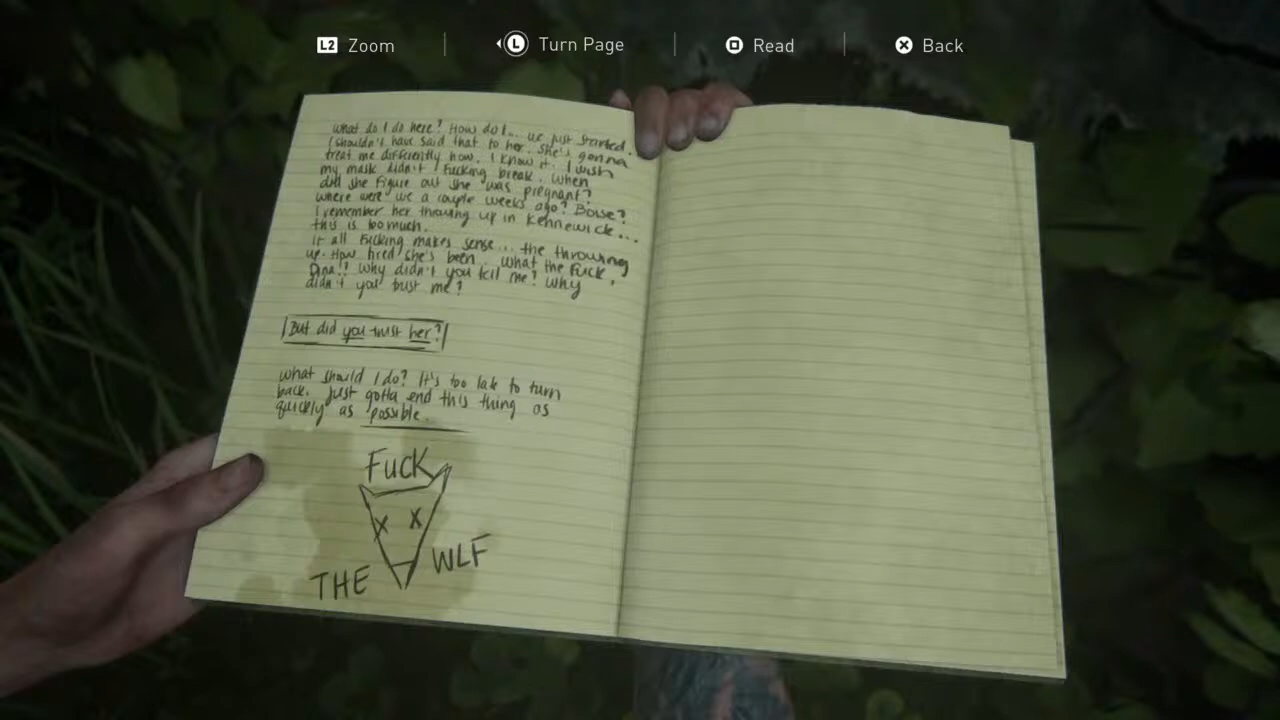 L2 Zoom
L Turn Page
Read
Back
What do I do here? How do I... we just started.
I shouldn't have said that to her. She's gonna
treat me differently now. I know it. I wish
my mask didn't fucking break. When
did she figure out she was pregnant?
where were we a couple weeks ago? Boise?
I remember her throwing up in Kennewick...
this is too much.
it all fucking makes sense... the throwing
up. How tired she's been. What the fuck,
Dina!! Why didn't you tell me? Why
didn't you trust me?
But did you trust her?
what should I do? It's too late to turn
back. Just gotta end this thing as
quickly as possible.
FUCK
THE WLF